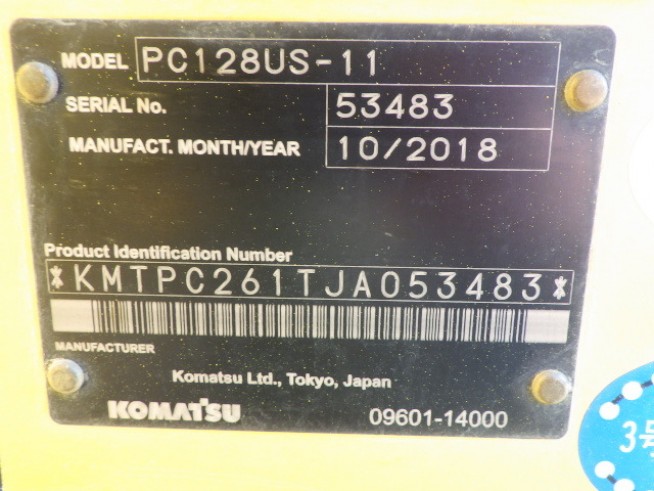 MODEL PC128US-11
SERIAL No. 53483
MANUFACT. MONTH/YEAR 10/2018
Product Identification Number
*KMTPC261TJA053483*
MANUFACTURER
Komatsu Ltd., Tokyo, Japan
KOMATSU 09601-14000
3